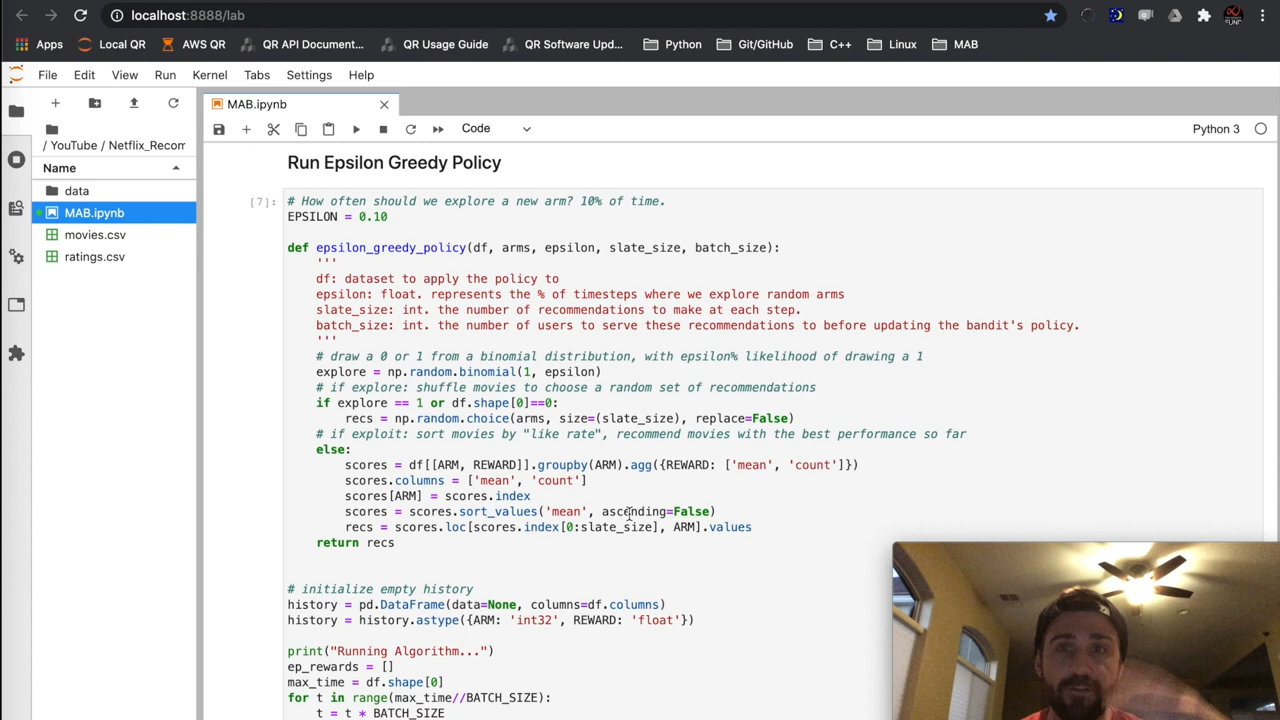 localhost:8888/lab
Apps Local QR AWS QR QR API Document... QR Usage Guide QR Software Upd... Python Git/GitHub C++ Linux MAB
File Edit View Run Kernel Tabs Settings Help
MAB.ipynb
Code Python 3
/ YouTube / Netflix_Recom
Name
data
MAB.ipynb
movies.csv
ratings.csv
Run Epsilon Greedy Policy
[7]:
# How often should we explore a new arm? 10% of time.
EPSILON = 0.10
def epsilon_greedy_policy(df, arms, epsilon, slate_size, batch_size):
'''
df: dataset to apply the policy to
epsilon: float. represents the % of timesteps where we explore random arms
slate_size: int. the number of recommendations to make at each step.
batch_size: int. the number of users to serve these recommendations to before updating the bandit's policy.
'''
# draw a 0 or 1 from a binomial distribution, with epsilon% likelihood of drawing a 1
explore = np.random.binomial(1, epsilon)
# if explore: shuffle movies to choose a random set of recommendations
if explore == 1 or df.shape[0]==0:
recs = np.random.choice(arms, size=(slate_size), replace=False)
# if exploit: sort movies by "like rate", recommend movies with the best performance so far
else:
scores = df[[ARM, REWARD]].groupby(ARM).agg({REWARD: ['mean', 'count']})
scores.columns = ['mean', 'count']
scores[ARM] = scores.index
scores = scores.sort_values('mean', ascending=False)
recs = scores.loc[scores.index[0:slate_size], ARM].values
return recs
# initialize empty history
history = pd.DataFrame(data=None, columns=df.columns)
history = history.astype({ARM: 'int32', REWARD: 'float'})
print("Running Algorithm...")
ep_rewards = []
max_time = df.shape[0]
for t in range(max_time//BATCH_SIZE):
t = t * BATCH_SIZE